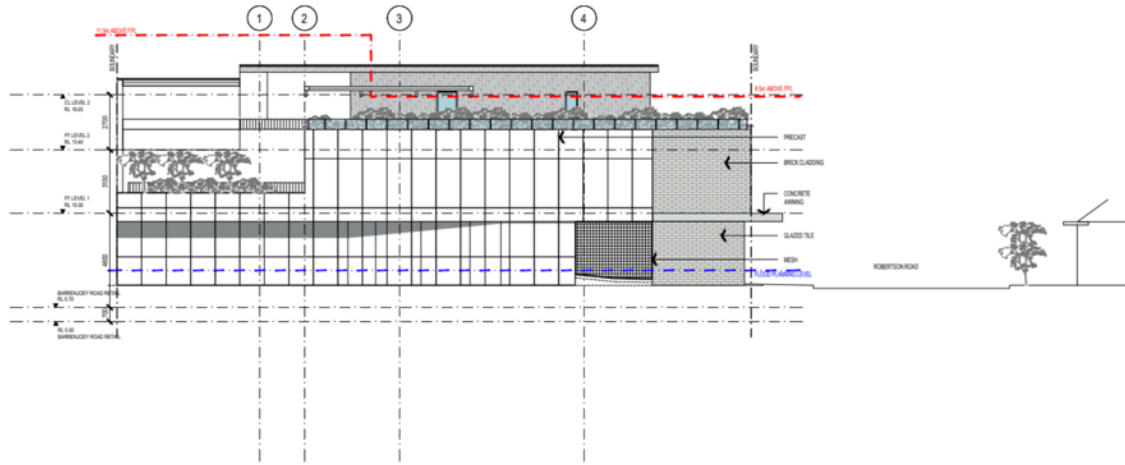 1
2
3
4
11.5m ABOVE FPL
BOUNDARY
BOUNDARY
8.5m ABOVE FPL
CL LEVEL 2
RL 16.05
2700
FF LEVEL 2
RL 13.40
3100
FF LEVEL 1
RL 10.30
4600
PRECAST
BRICK CLADDING
CONCRETE
AWNING
GLAZED TILE
MESH
FLOOD PLANNING LEVEL
ROBERTSON ROAD
BARRENJOEY ROAD RETAIL
RL 5.70
700
RL 5.00
BARRENJOEY ROAD RETAIL